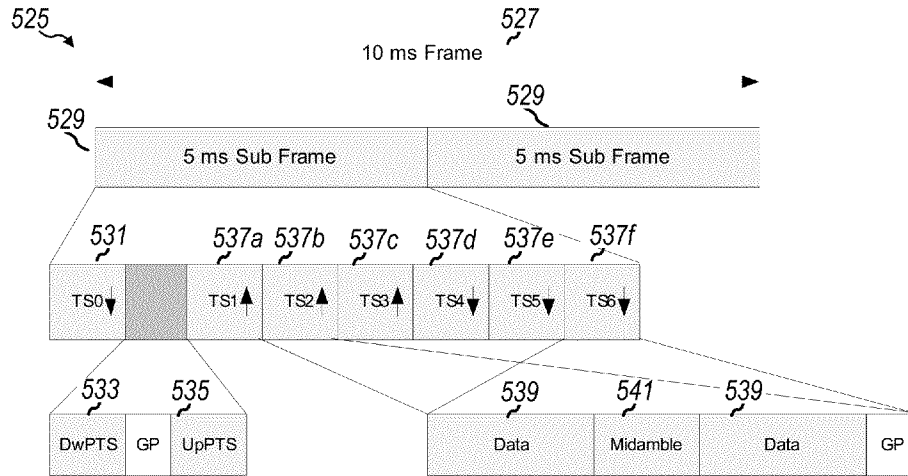 525
527
10 ms Frame
529
529
5 ms Sub Frame
5 ms Sub Frame
531
537a
537b
537c
537d
537e
537f
TS0
TS1
TS2
TS3
TS4
TS5
TS6
533
535
539
541
539
DwPTS
GP
UpPTS
Data
Midamble
Data
GP